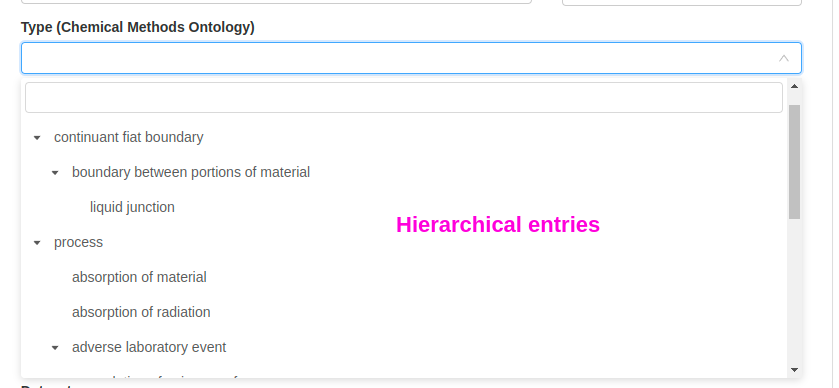 Type (Chemical Methods Ontology)
continuant fiat boundary
boundary between portions of material
liquid junction
Hierarchical entries
process
absorption of material
absorption of radiation
adverse laboratory event